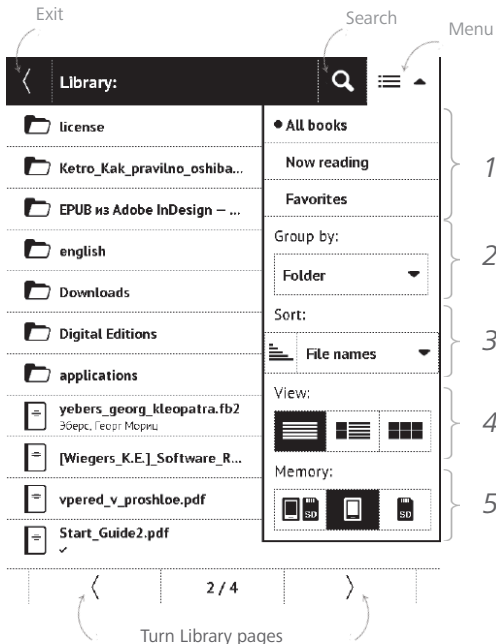 Exit
Search
Menu
Library:
license
Ketro_Kak_pravilno_oshiba...
EPUB из Adobe InDesign — ...
english
Downloads
Digital Editions
applications
yebers_georg_kleopatra.fb2
Эберс, Георг Мориц
[Wiegers_K.E.]_Software_R...
vpered_v_proshloe.pdf
Start_Guide2.pdf
All books
Now reading
Favorites
1
Group by:
Folder
2
Sort:
File names
3
View:
4
Memory:
SD
SD
5
2 / 4
Turn Library pages